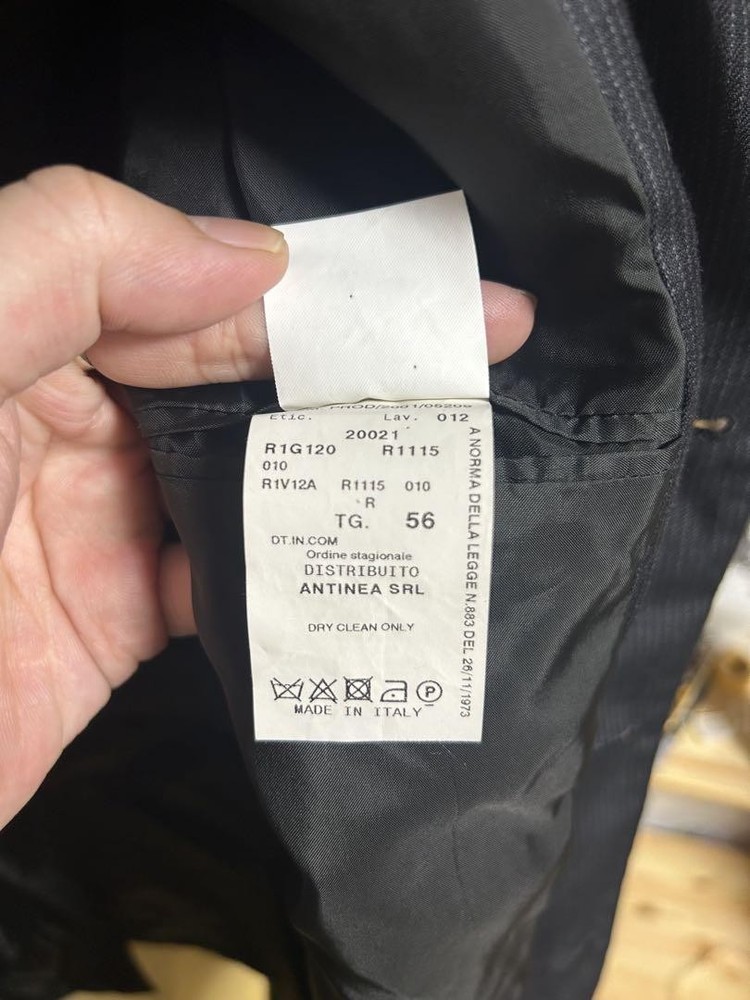 Etic. Lav. 012
20021
R1G120 R1115
010
R1V12A R1115 010
R
TG. 56
DT.IN.COM
Ordine stagionale
DISTRIBUITO
ANTINEA SRL
DRY CLEAN ONLY
P
MADE IN ITALY
A NORMA DELLA LEGGE N.883 DEL 26/11/1973